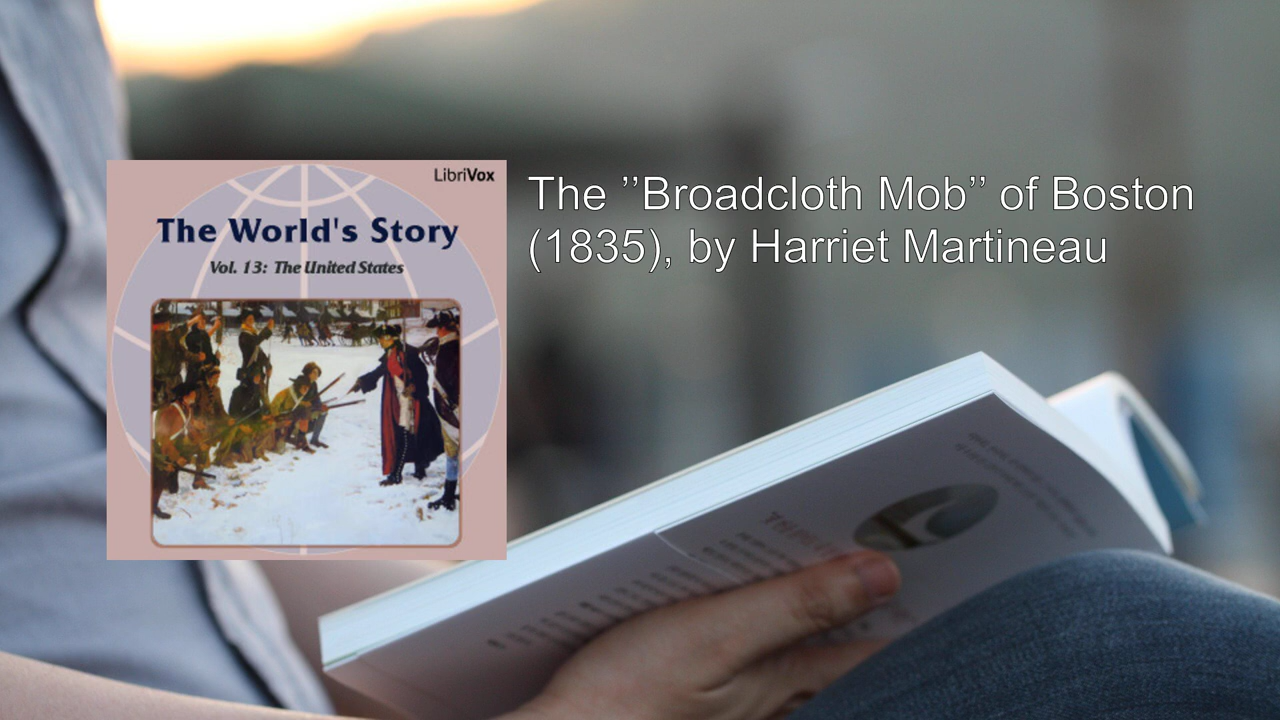 LibriVox
The World's Story
Vol. 13: The United States
The ’’Broadcloth Mob’’ of Boston
(1835), by Harriet Martineau